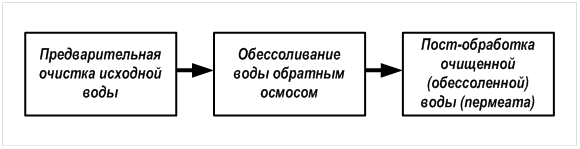 Предварительная
очистка исходной
воды
Обессоливание
воды обратным
осмосом
Пост-обработка
очищенной
(обессоленной)
воды (пермеата)